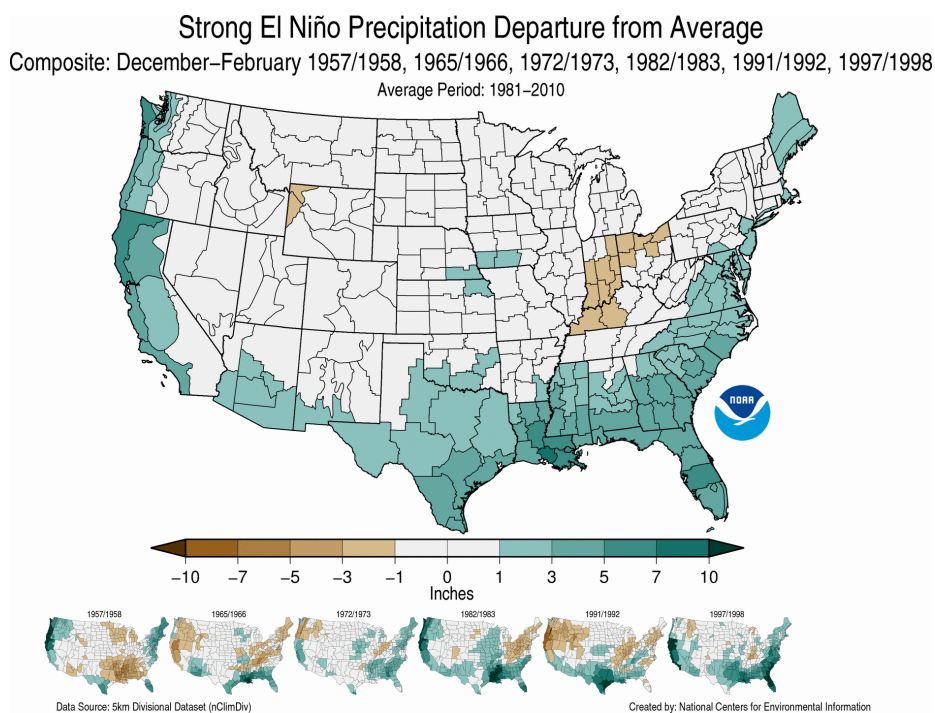 Strong El Niño Precipitation Departure from Average
Composite: December−February 1957/1958, 1965/1966, 1972/1973, 1982/1983, 1991/1992, 1997/1998
Average Period: 1981−2010
NOAA
−10 −7 −5 −3 −1 0 1 3 5 7 10
Inches
1957/1958 1965/1966 1972/1973 1982/1983 1991/1992 1997/1998
Data Source: 5km Divisional Dataset (nClimDiv) Created by: National Centers for Environmental Information